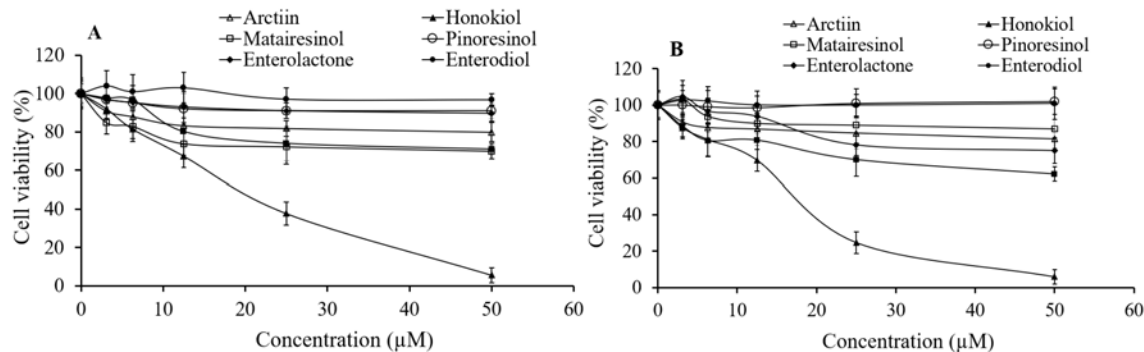 Arctiin Honokiol
Matairesinol Pinoresinol
Enterolactone Enterodiol
A
120
100
80
60
40
20
0
Cell viability (%)
0 10 20 30 40 50 60
Concentration (µM)
Arctiin Honokiol
Matairesinol Pinoresinol
Enterolactone Enterodiol
B
120
100
80
60
40
20
0
Cell viability (%)
0 10 20 30 40 50 60
Concentration (µM)